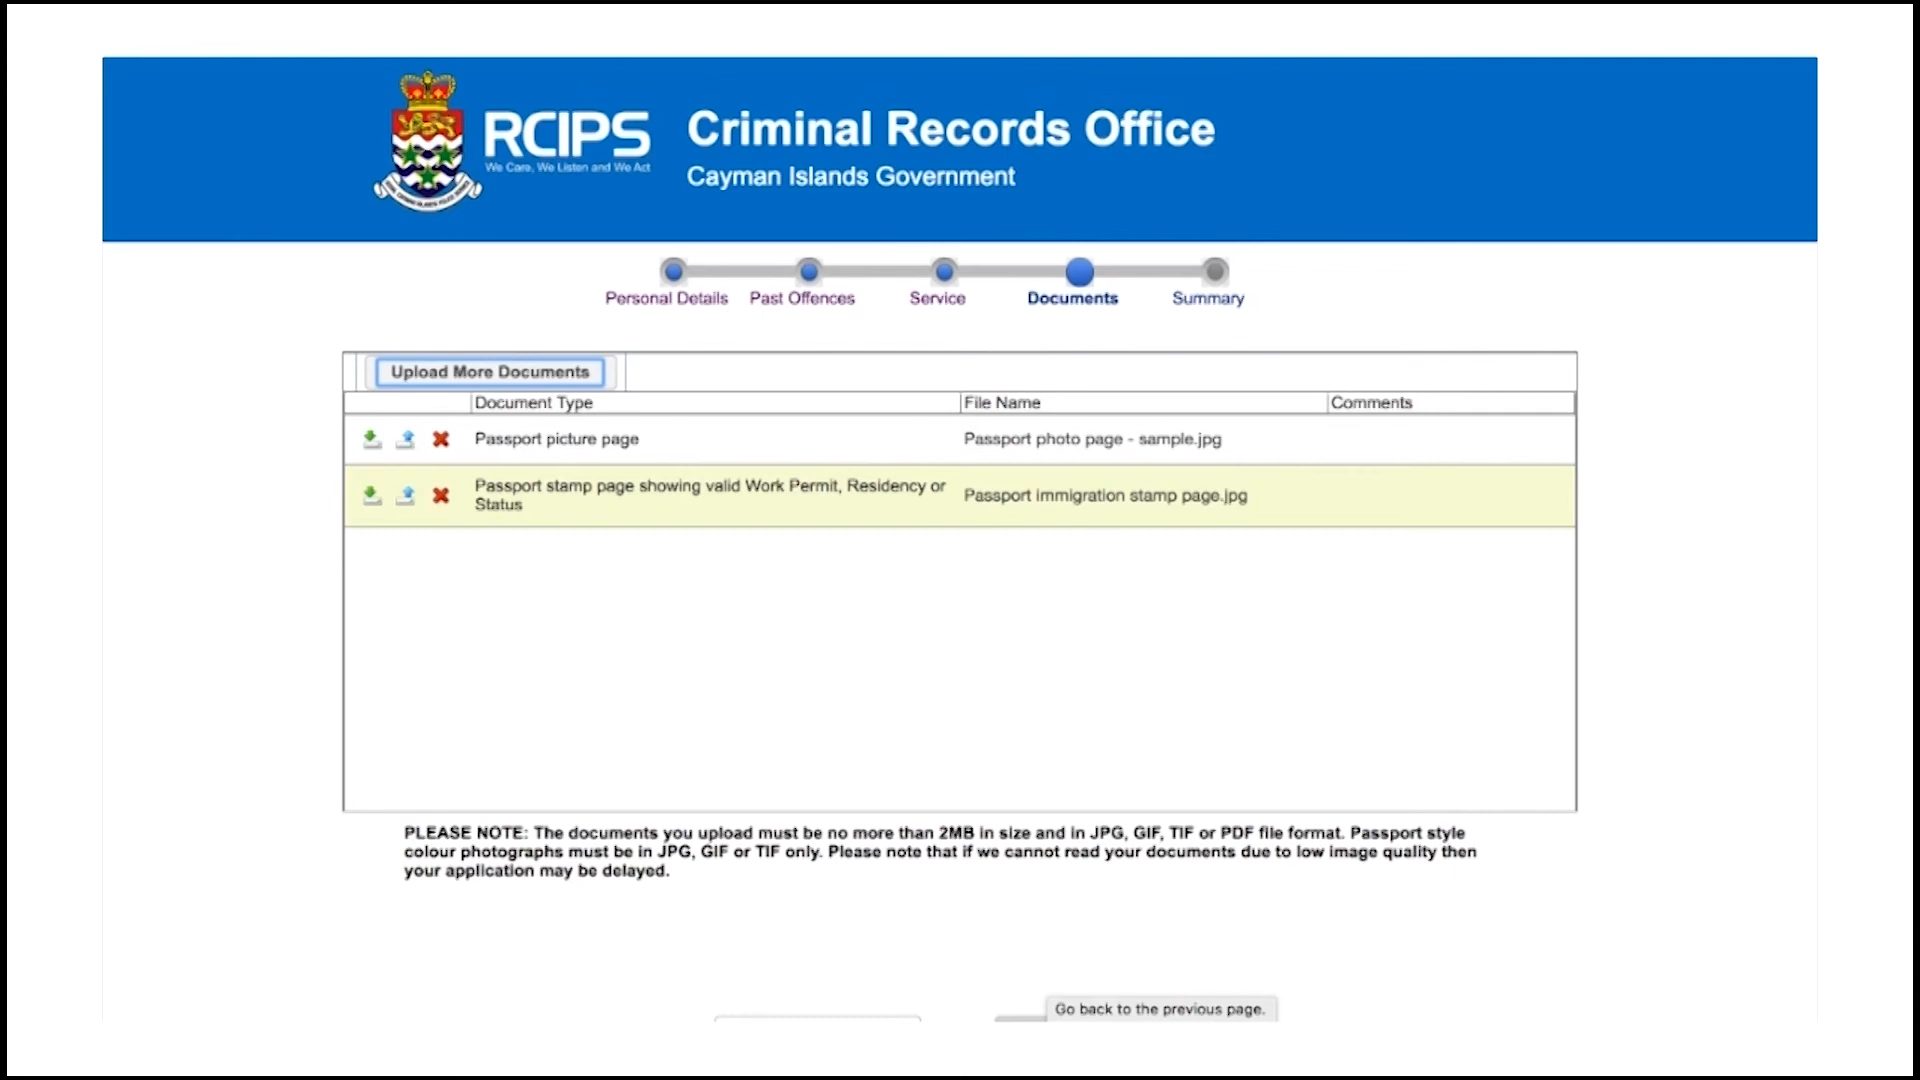 RCIPS
We Care, We Listen and We Act
Criminal Records Office
Cayman Islands Government
Personal Details
Past Offences
Service
Documents
Summary
Upload More Documents
Document Type
File Name
Comments
Passport picture page
Passport photo page - sample.jpg
Passport stamp page showing valid Work Permit, Residency or
Status
Passport immigration stamp page.jpg
PLEASE NOTE: The documents you upload must be no more than 2MB in size and in JPG, GIF, TIF or PDF file format. Passport style
colour photographs must be in JPG, GIF or TIF only. Please note that if we cannot read your documents due to low image quality then
your application may be delayed.
Go back to the previous page.